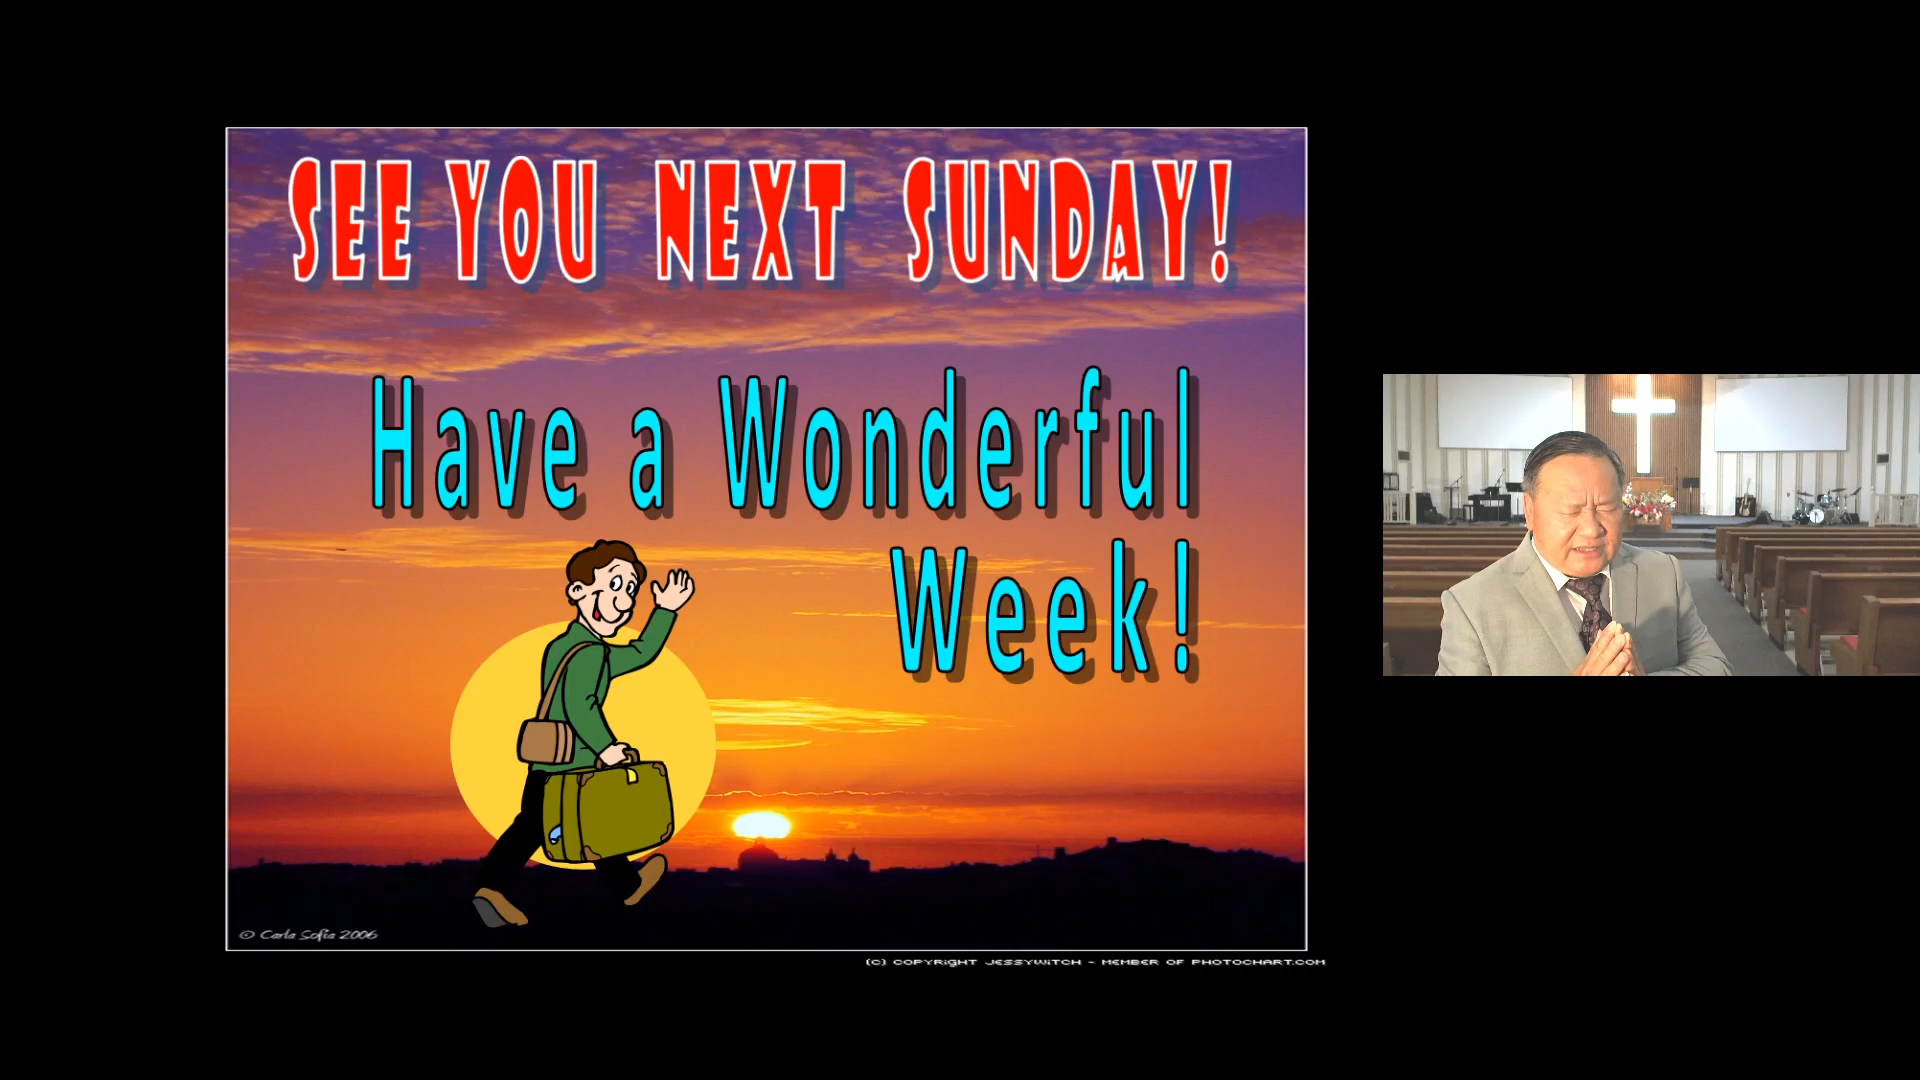 SEE YOU NEXT SUNDAY!
Have a Wonderful
Week!
© Carla Sofia 2006
(C) COPYRIGHT JESSYWITCH - MEMBER OF PHOTOCHART.COM